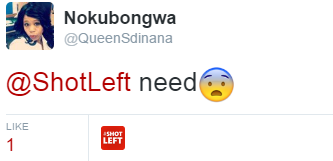 Nokubongwa
@QueenSdinana
@ShotLeft need😨
LIKE
1
#SHOT
LEFT